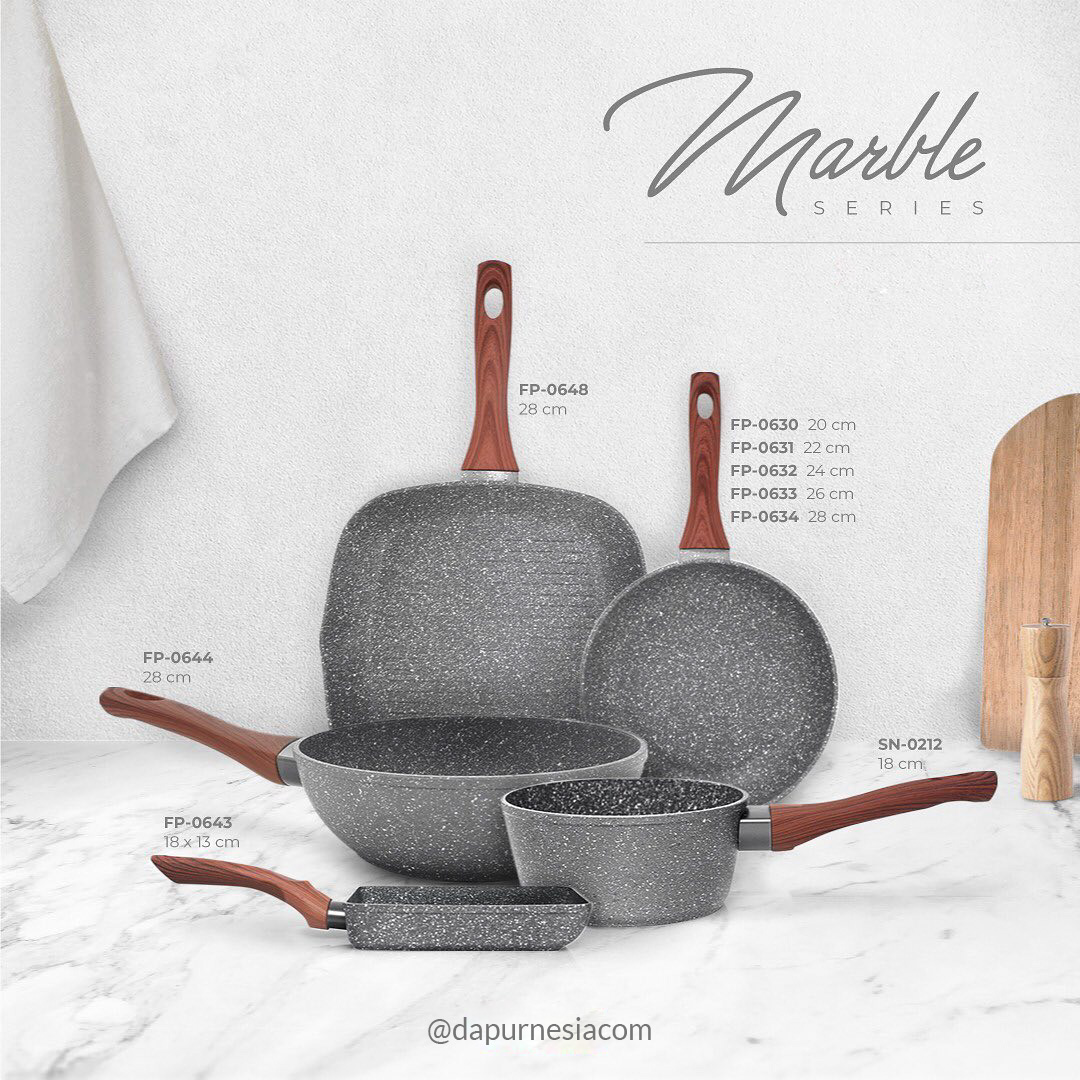 Marble
SERIES
FP-0648
28 cm
FP-0630 20 cm
FP-0631 22 cm
FP-0632 24 cm
FP-0633 26 cm
FP-0634 28 cm
FP-0644
28 cm
SN-0212
18 cm
FP-0643
18 x 13 cm
@dapurnesiacom